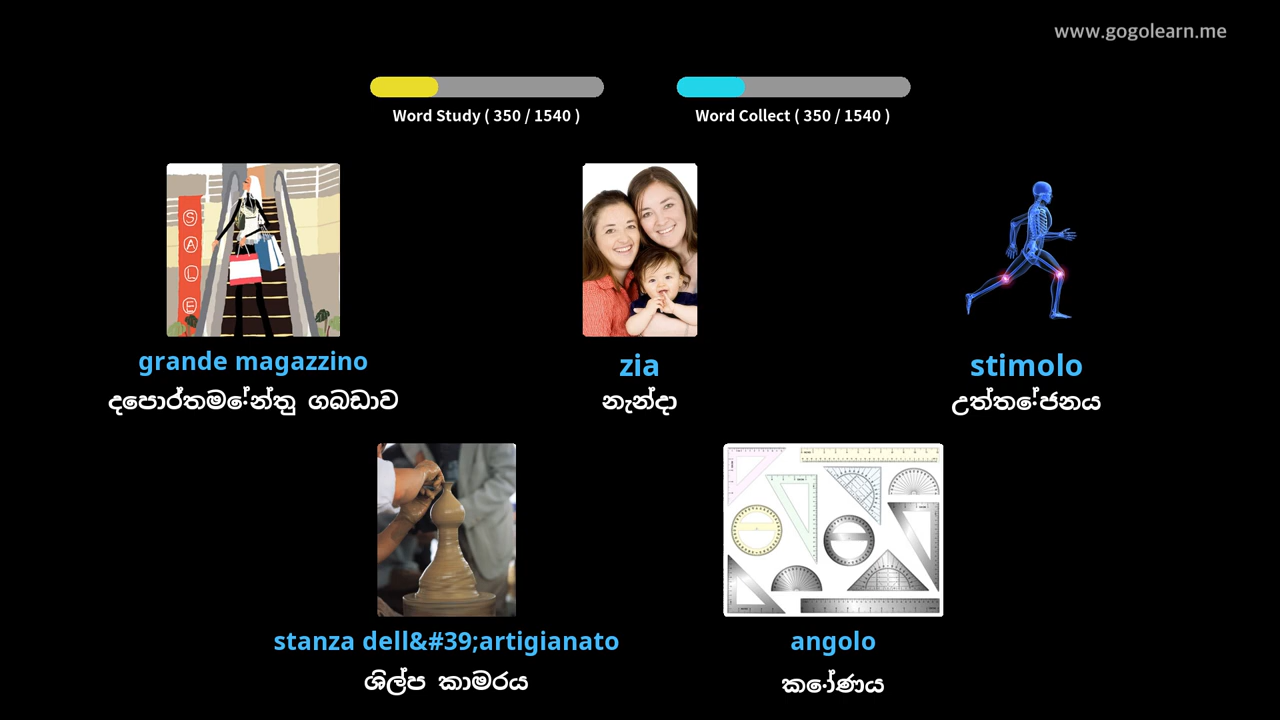 www.gogolearn.me
Word Study ( 350 / 1540 )
Word Collect ( 350 / 1540 )
SALE
grande magazzino
දපොර්තමේන්තු ගබඩාව
zia
නැන්දා
stimolo
උත්තේජනය
stanza dell&#39;artigianato
ශිල්ප කාමරය
angolo
කෝණය